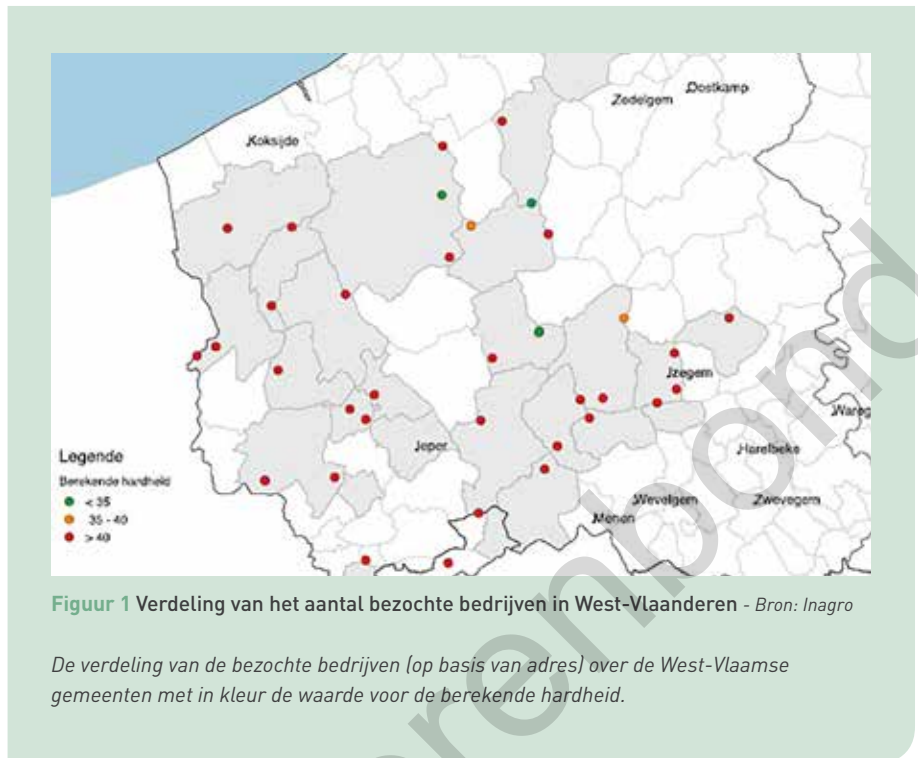 Zedelgem
Oostkamp
Koksijde
Izegem
Wareg
Ieper
Harelbeke
Wevelgem
Zwevegem
Menen
Legende
Berekende hardheid
< 35
35 - 40
> 40
Figuur 1 Verdeling van het aantal bezochte bedrijven in West-Vlaanderen - Bron: Inagro
De verdeling van de bezochte bedrijven (op basis van adres) over de West-Vlaamse
gemeenten met in kleur de waarde voor de berekende hardheid.
erenbond